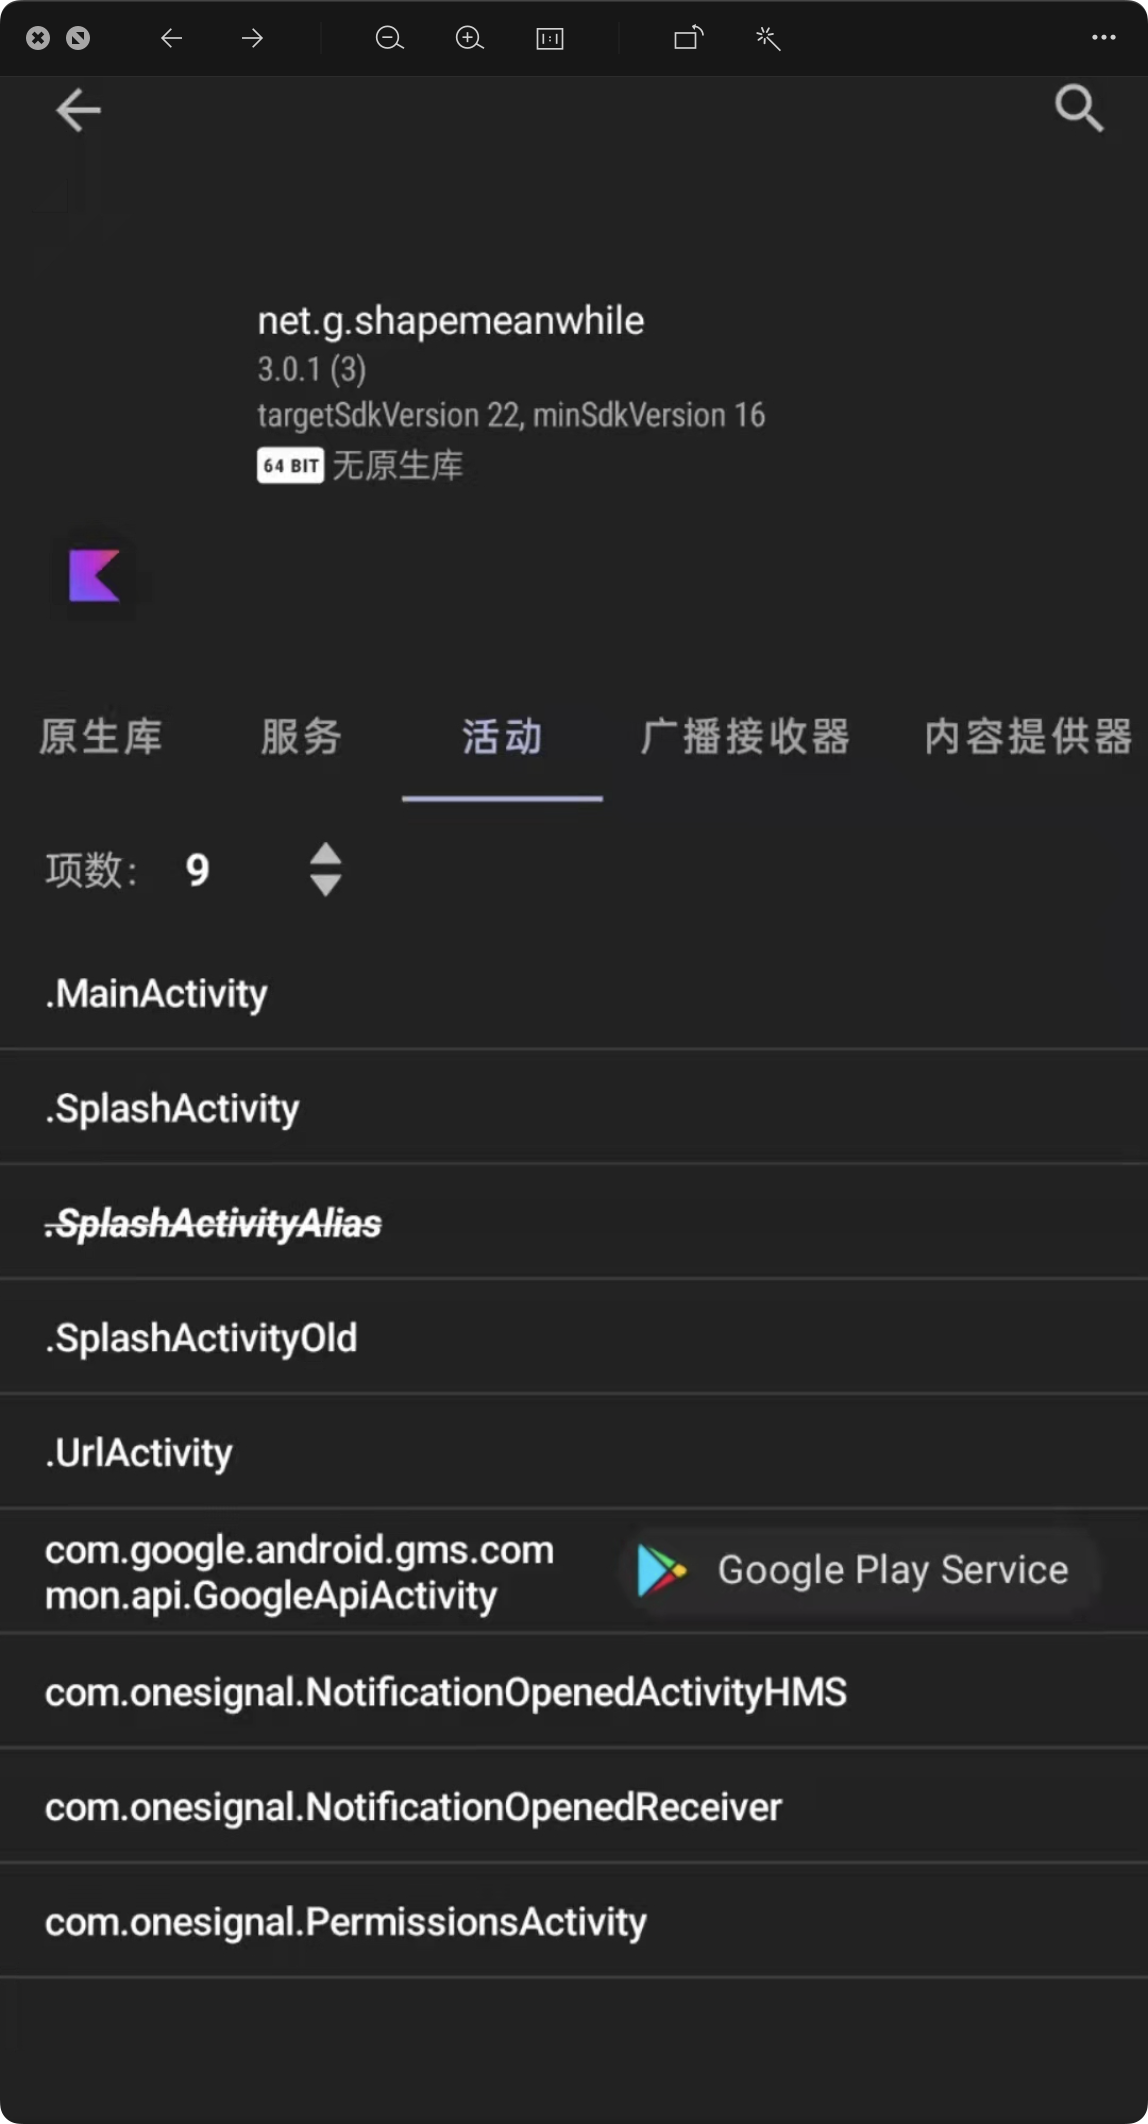 net.g.shapemeanwhile
3.0.1 (3)
targetSdkVersion 22, minSdkVersion 16
64 BIT 无原生库
原生库 服务 活动 广播接收器 内容提供器
项数： 9
.MainActivity
.SplashActivity
.SplashActivityAlias
.SplashActivityOld
.UrlActivity
com.google.android.gms.com
mon.api.GoogleApiActivity
Google Play Service
com.onesignal.NotificationOpenedActivityHMS
com.onesignal.NotificationOpenedReceiver
com.onesignal.PermissionsActivity